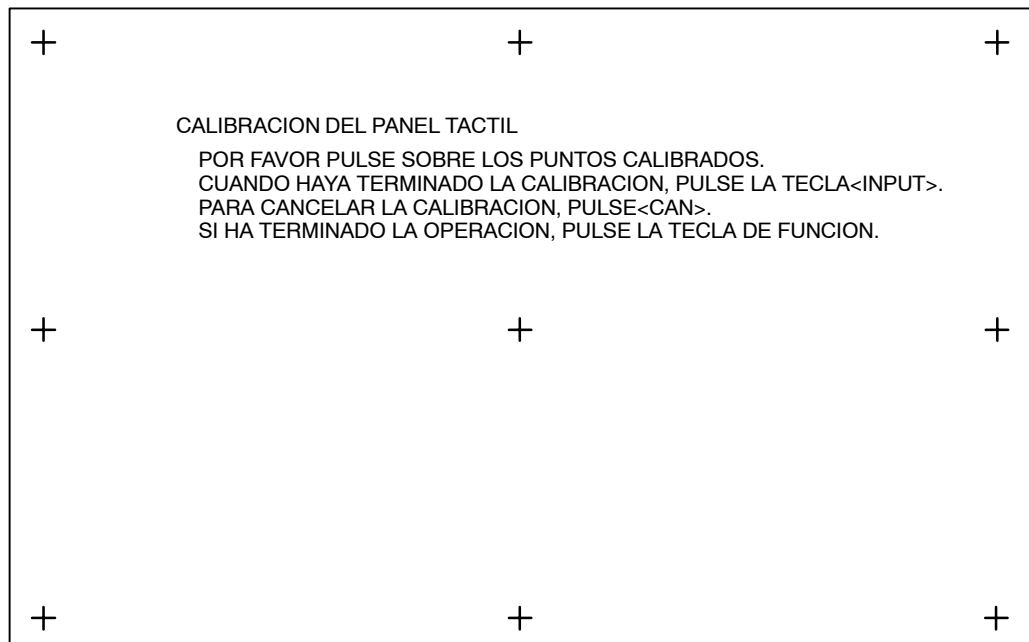 CALIBRACION DEL PANEL TACTIL
POR FAVOR PULSE SOBRE LOS PUNTOS CALIBRADOS.
CUANDO HAYA TERMINADO LA CALIBRACION, PULSE LA TECLA<INPUT>.
PARA CANCELAR LA CALIBRACION, PULSE<CAN>.
SI HA TERMINADO LA OPERACION, PULSE LA TECLA DE FUNCION.